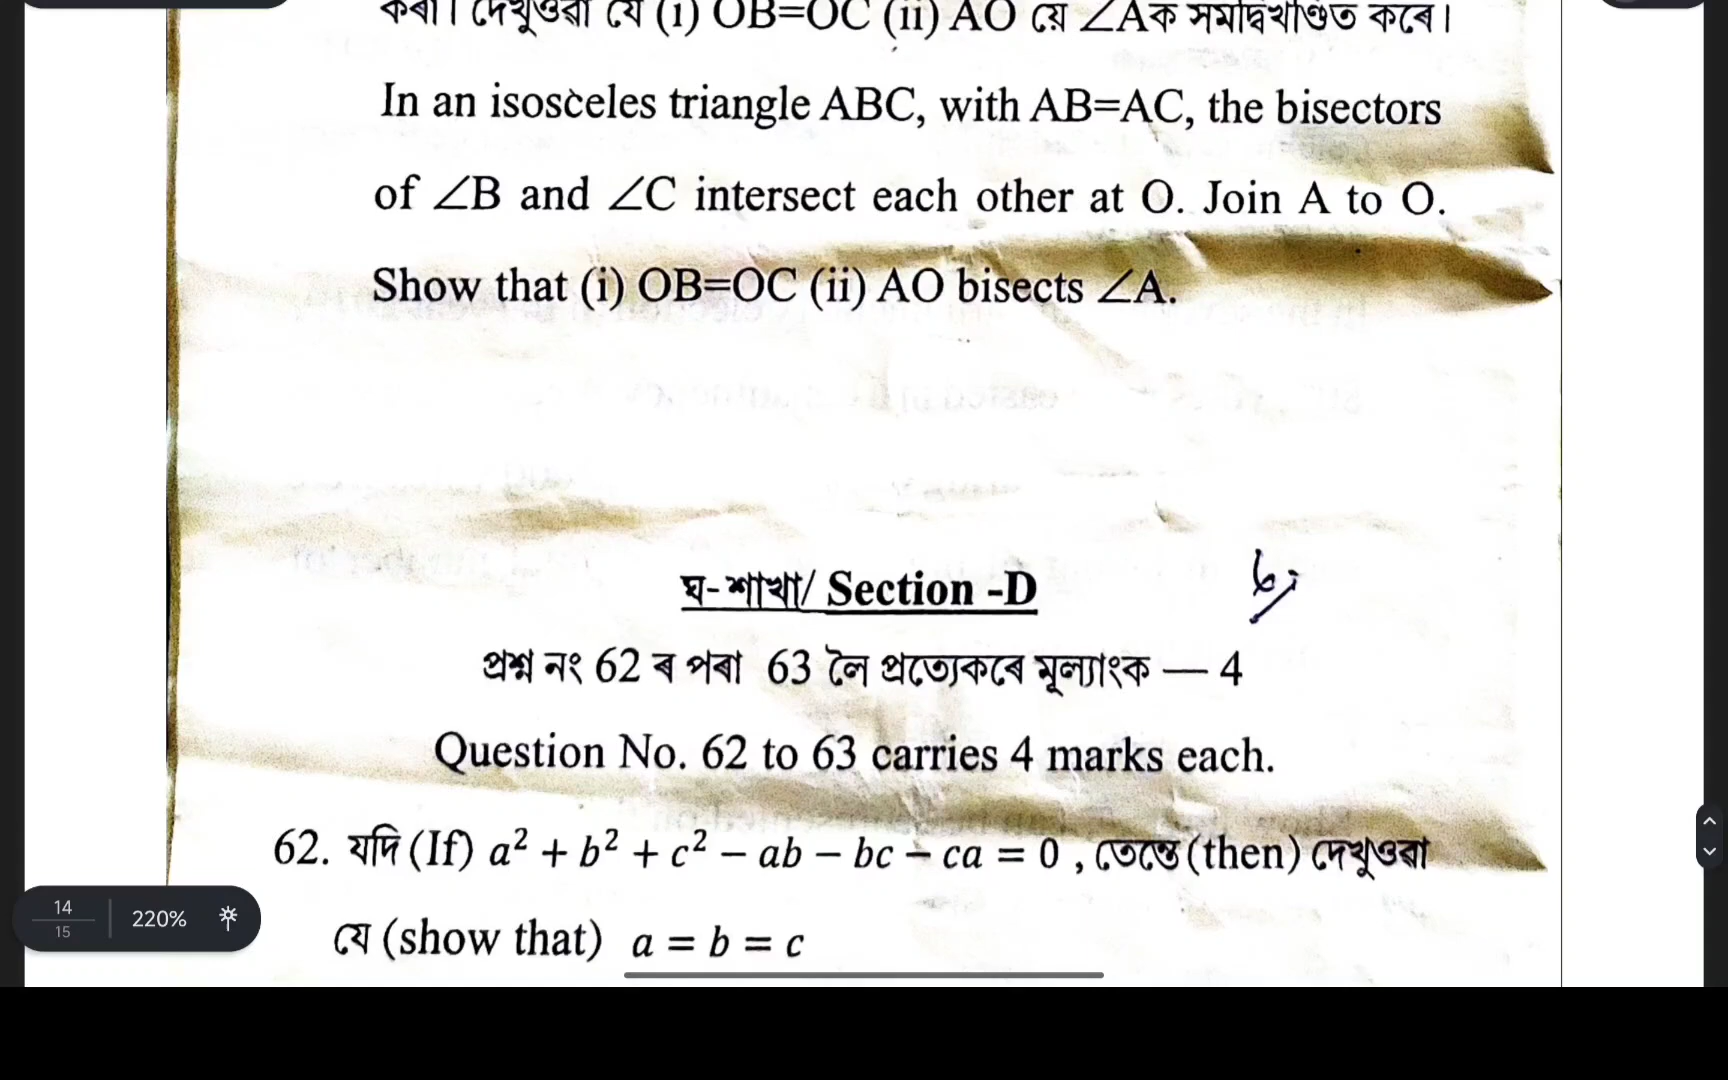 কৰা। দেখুওৱা যে (i) OB=OC (ii) AO য়ে ∠Aক সমদ্বিখণ্ডিত কৰে।
In an isosceles triangle ABC, with AB=AC, the bisectors
of ∠B and ∠C intersect each other at O. Join A to O.
Show that (i) OB=OC (ii) AO bisects ∠A.
ঘ- শাখা/ Section -D
প্ৰশ্ন নং 62 ৰ পৰা 63 লৈ প্ৰত্যেকৰে মূল্যাংক — 4
Question No. 62 to 63 carries 4 marks each.
62. যদি (If) a² + b² + c² – ab – bc – ca = 0 , তেন্তে (then) দেখুওৱা
যে (show that) a = b = c
14
15
220%